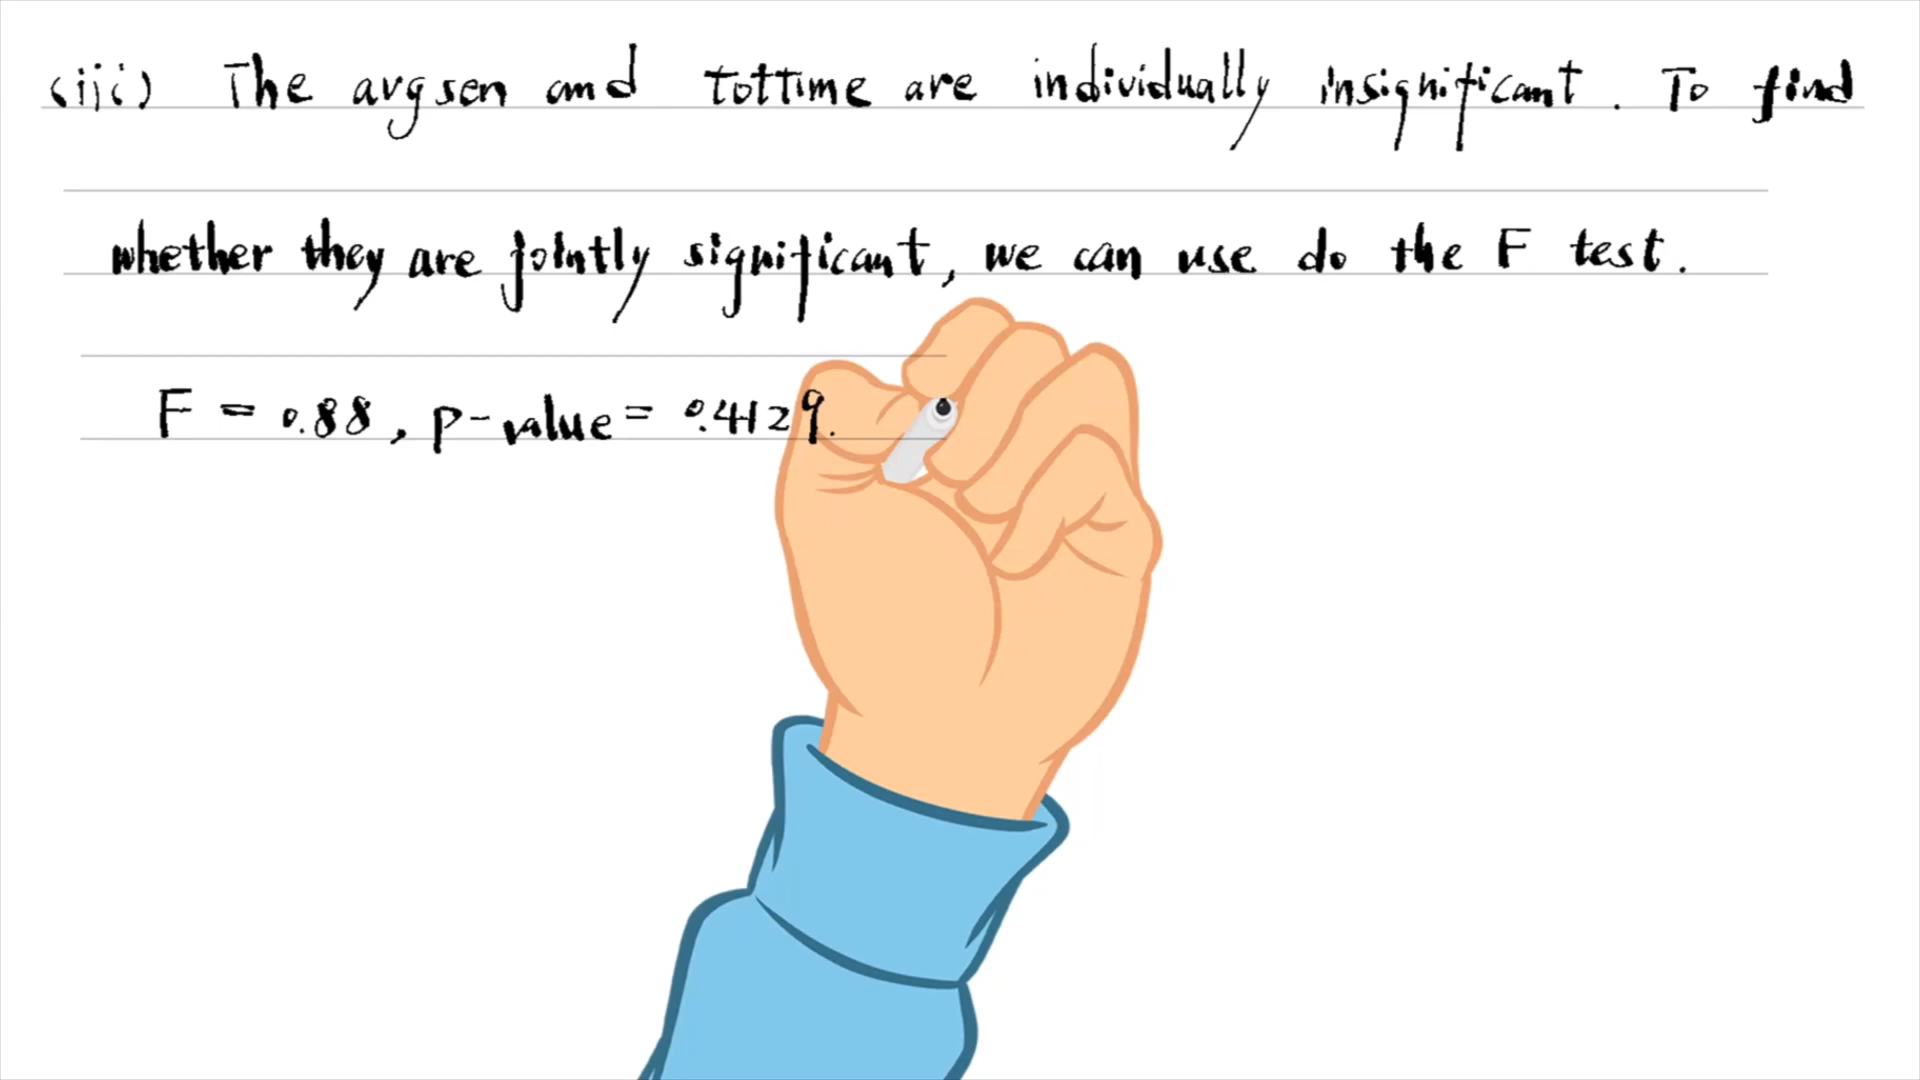 (iii) The avgsen and tottime are individually insignificant. To find
whether they are jointly significant, we can use do the F test.
F = 0.88, p-value = 0.4129.